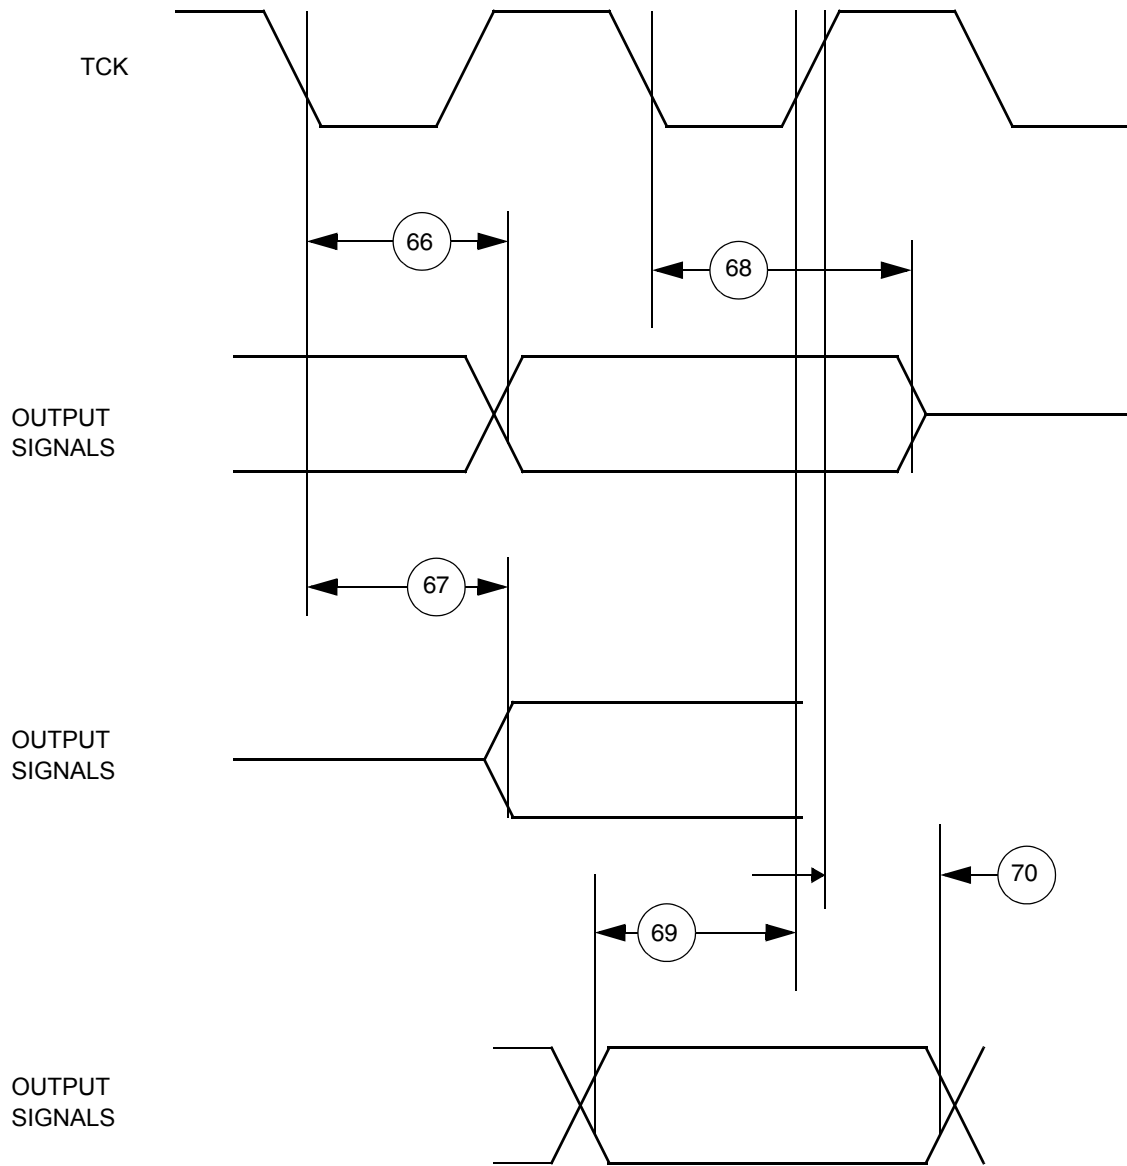 TCK
66
68
OUTPUT
SIGNALS
67
OUTPUT
SIGNALS
70
69
OUTPUT
SIGNALS